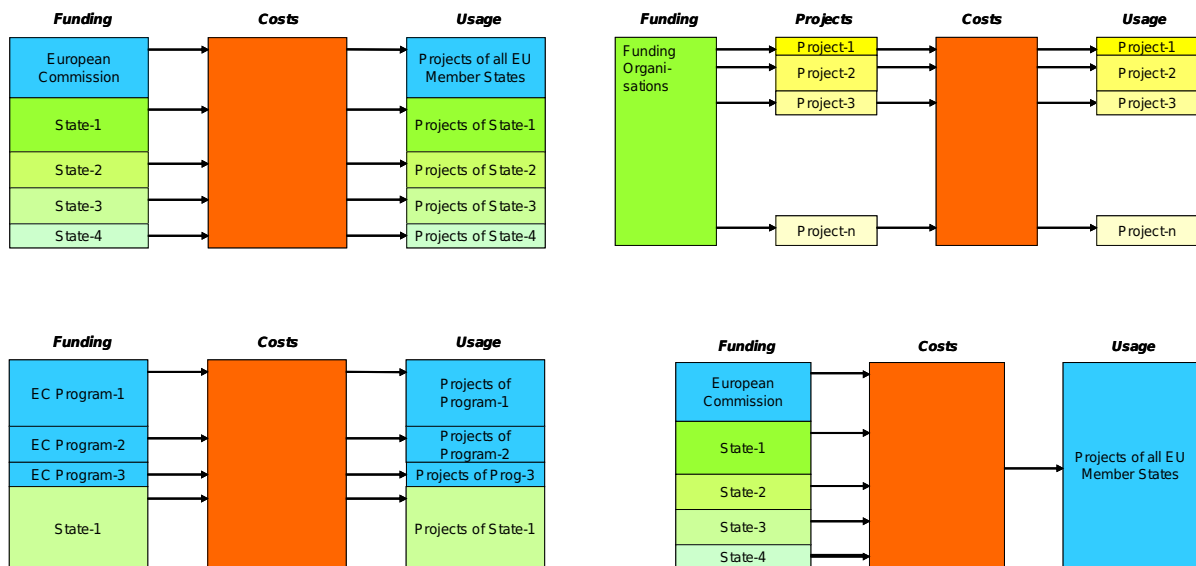 Funding
Costs
Usage
European
Commission
Projects of all EU
Member States
State-1
Projects of State-1
State-2
Projects of State-2
State-3
Projects of State-3
State-4
Projects of State-4
Funding
Projects
Costs
Usage
Funding
Organi-
sations
Project-1
Project-1
Project-2
Project-2
Project-3
Project-3
Project-n
Project-n
Funding
Costs
Usage
EC Program-1
Projects of
Program-1
EC Program-2
Projects of
Program-2
EC Program-3
Projects of Prog-3
State-1
Projects of State-1
Funding
Costs
Usage
European
Commission
State-1
State-2
State-3
State-4
Projects of all EU
Member States